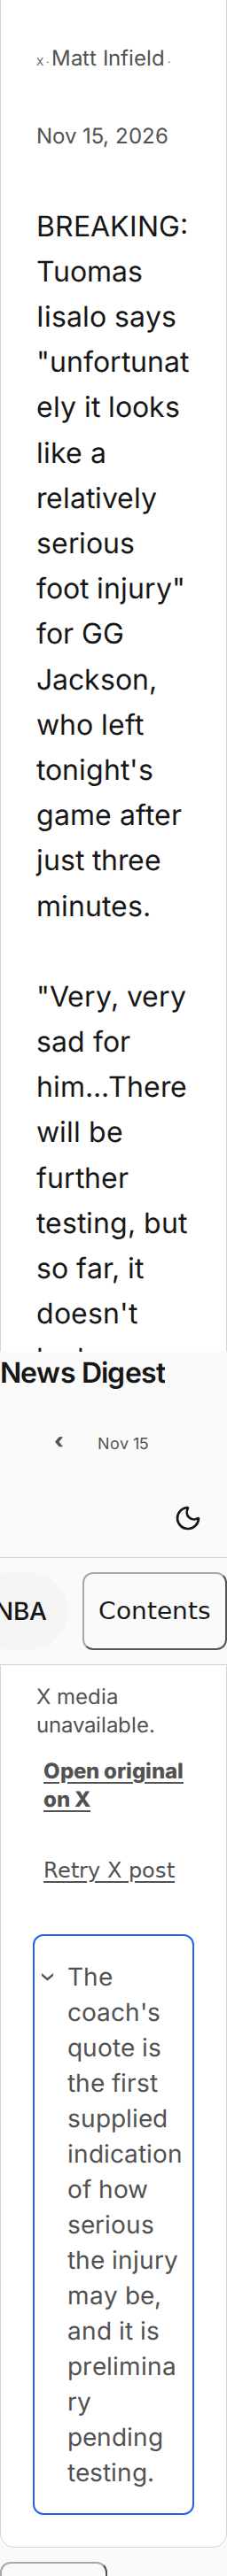 X · Matt Infield ·
Nov 15, 2026
BREAKING:
Tuomas
Iisalo says
"unfortunat
ely it looks
like a
relatively
serious
foot injury"
for GG
Jackson,
who left
tonight's
game after
just three
minutes.
"Very, very
sad for
him...There
will be
further
testing, but
so far, it
doesn't
News Digest
‹ Nov 15
NBA Contents
X media
unavailable.
Open original
on X
Retry X post
The
coach's
quote is
the first
supplied
indication
of how
serious
the injury
may be,
and it is
prelimina
ry
pending
testing.